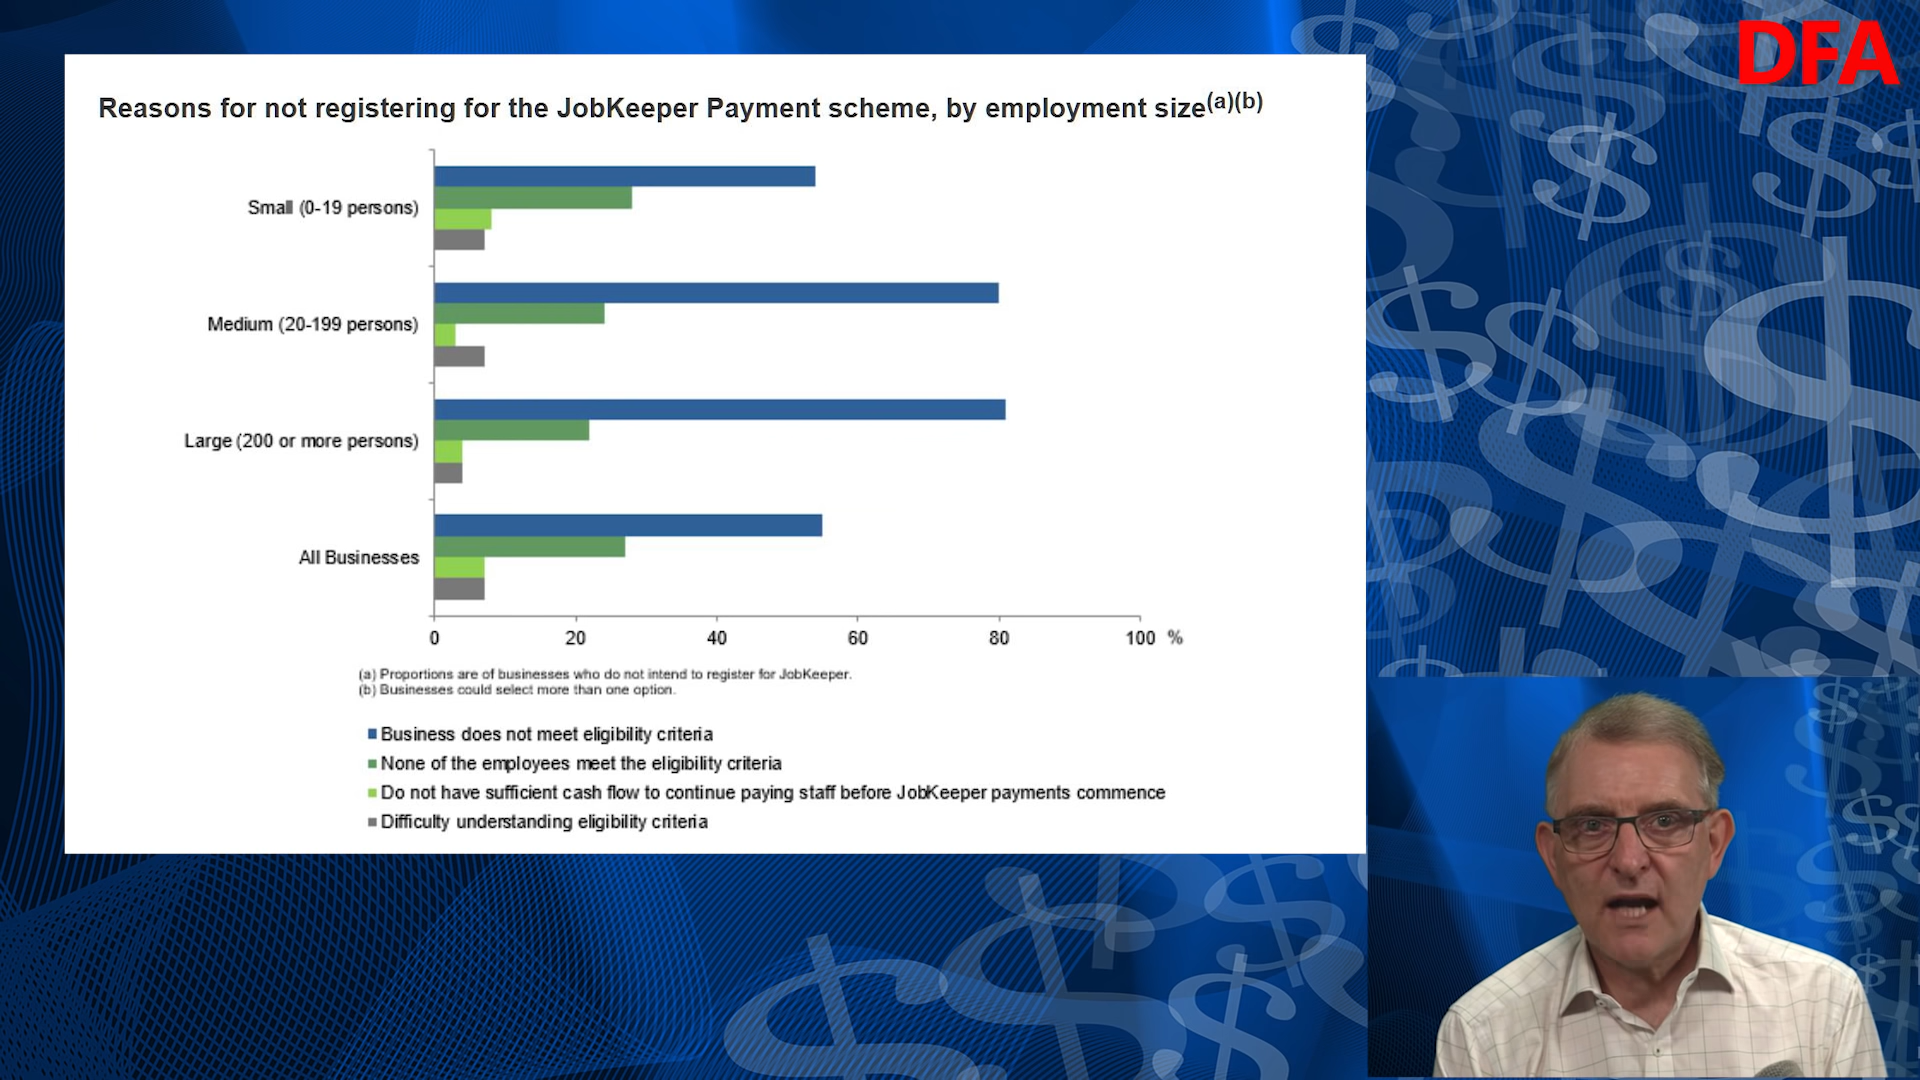 DFA
Reasons for not registering for the JobKeeper Payment scheme, by employment size(a)(b)
Small (0-19 persons)
Medium (20-199 persons)
Large (200 or more persons)
All Businesses
0 20 40 60 80 100 %
(a) Proportions are of businesses who do not intend to register for JobKeeper.
(b) Businesses could select more than one option.
Business does not meet eligibility criteria
None of the employees meet the eligibility criteria
Do not have sufficient cash flow to continue paying staff before JobKeeper payments commence
Difficulty understanding eligibility criteria